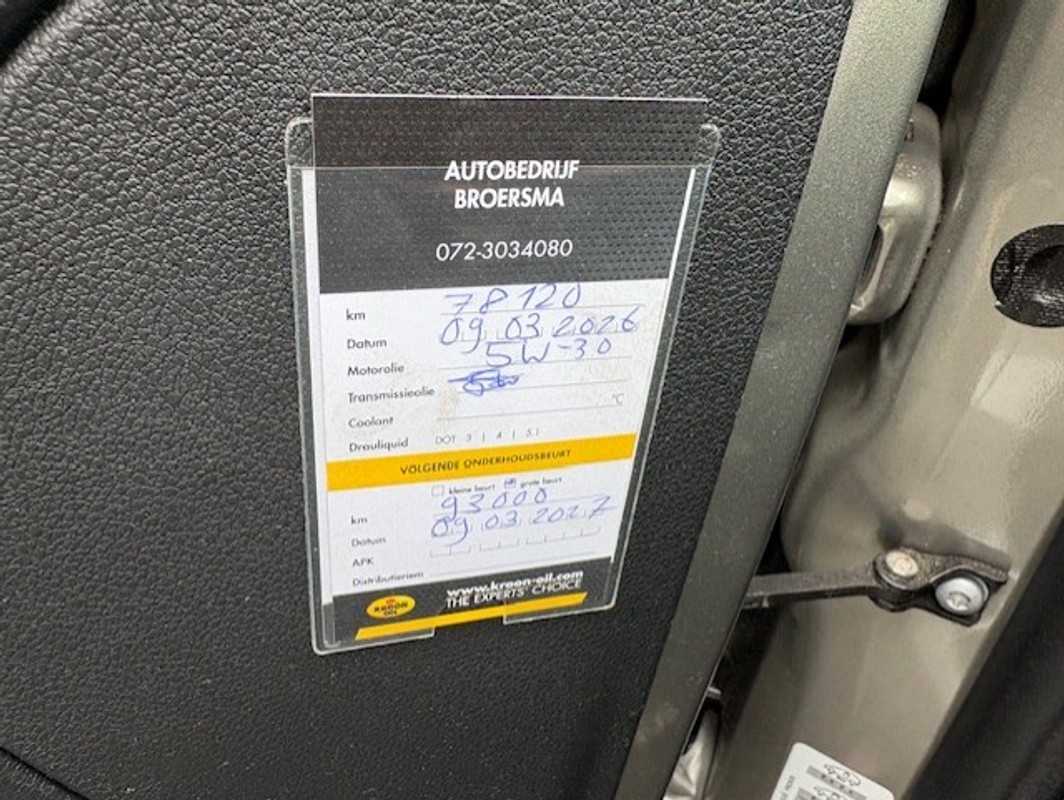 AUTOBEDRIJF
BROERSMA
072-3034080
km 78120
Datum 09 03 2026
Motorolie 5W-30
Transmissieolie
Coolant °C
Drauliquid DOT 3 | 4 | 5.1
VOLGENDE ONDERHOUDSBEURT
kleine beurt grote beurt
km 93000
Datum 09 03 2027
APK
Distributieriem
KROON OIL www.kroon-oil.com
THE EXPERTS' CHOICE